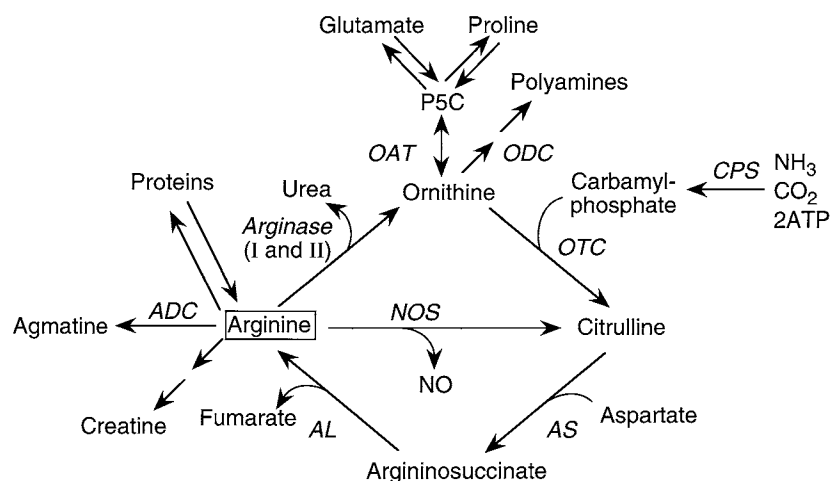 Glutamate Proline
P5C
Polyamines
OAT
ODC
Proteins
Urea
Ornithine
Carbamyl-
phosphate
CPS
NH3
CO2
2ATP
Arginase
(I and II)
OTC
Agmatine
ADC
Arginine
NOS
Citrulline
NO
Creatine
Fumarate
AL
AS
Aspartate
Argininosuccinate